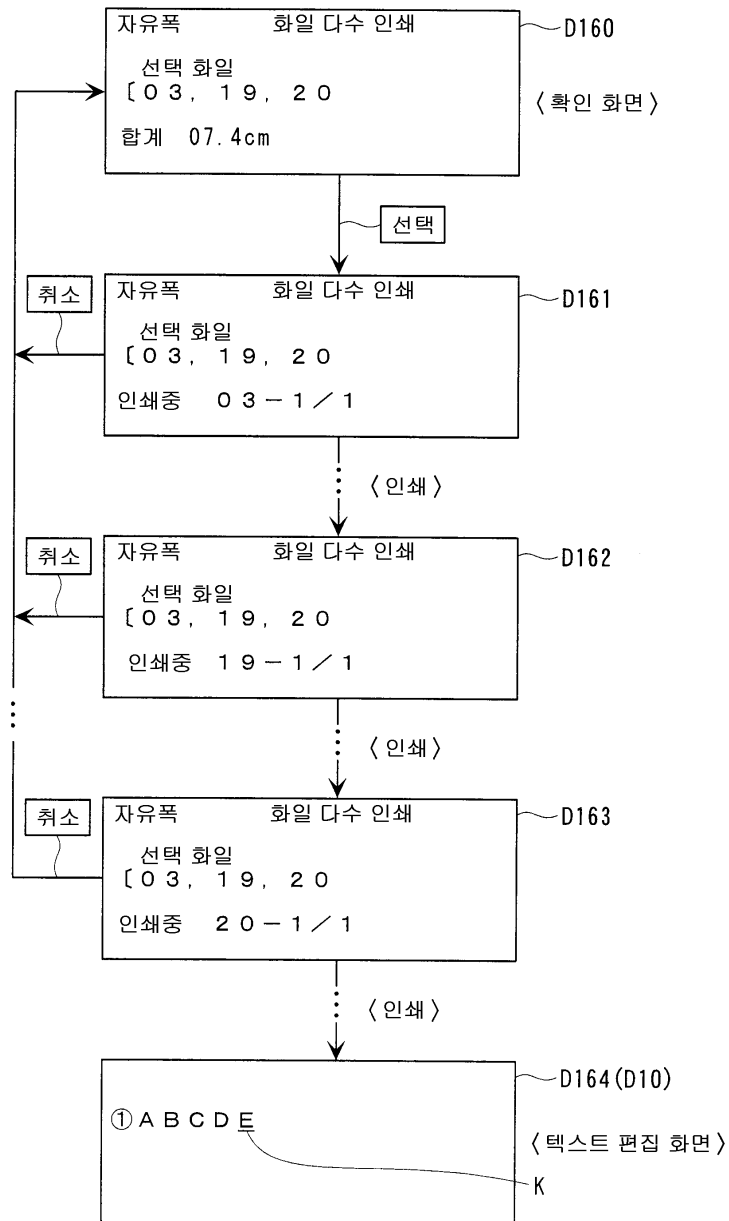 자유폭 화일 다수 인쇄 D160
선택 화일
〔03, 19, 20 〈확인 화면〉
합계 07.4cm
선택
취소 자유폭 화일 다수 인쇄 D161
선택 화일
〔03, 19, 20
인쇄중 03-1/1
〈인쇄〉
취소 자유폭 화일 다수 인쇄 D162
선택 화일
〔03, 19, 20
인쇄중 19-1/1
〈인쇄〉
취소 자유폭 화일 다수 인쇄 D163
선택 화일
〔03, 19, 20
인쇄중 20-1/1
〈인쇄〉
D164(D10)
①ABCDE 〈텍스트 편집 화면〉
K